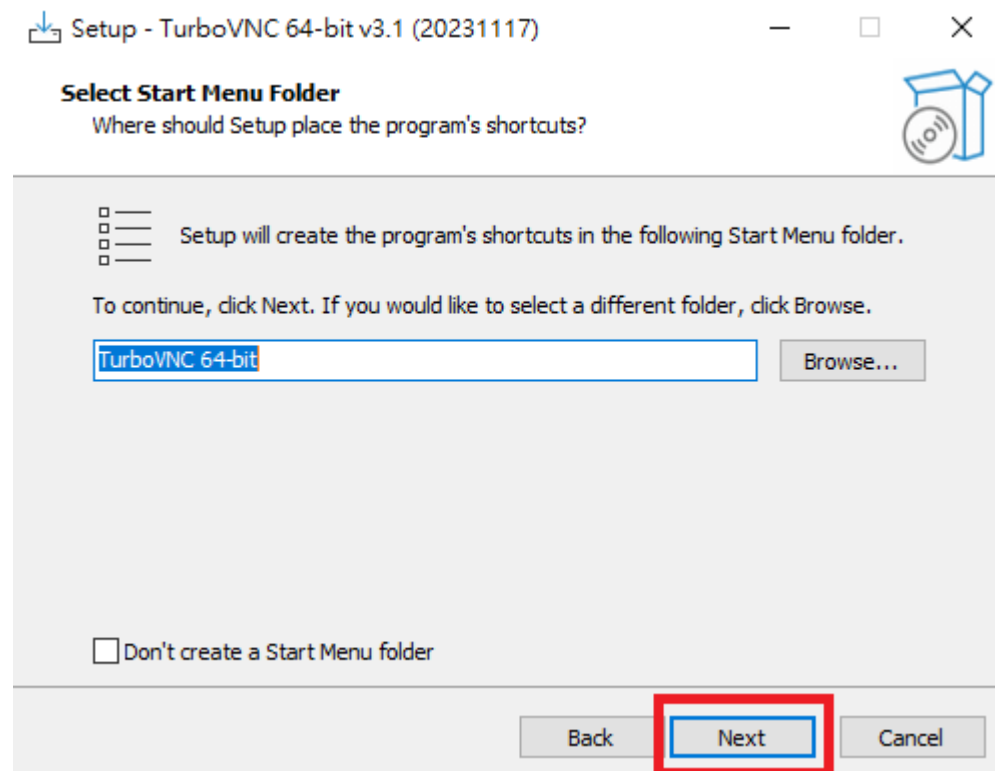 Setup - TurboVNC 64-bit v3.1 (20231117)
Select Start Menu Folder
Where should Setup place the program's shortcuts?
Setup will create the program's shortcuts in the following Start Menu folder.
To continue, click Next. If you would like to select a different folder, click Browse.
TurboVNC 64-bit
Browse...
Don't create a Start Menu folder
Back
Next
Cancel